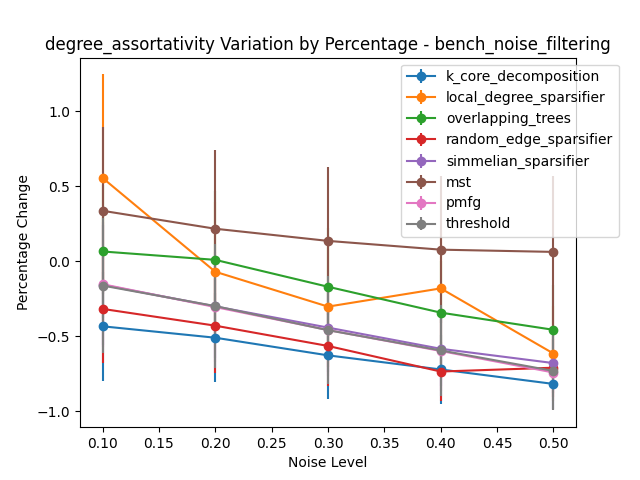 degree_assortativity Variation by Percentage - bench_noise_filtering
k_core_decomposition
local_degree_sparsifier
overlapping_trees
random_edge_sparsifier
simmelian_sparsifier
mst
pmfg
threshold
Percentage Change
1.0
0.5
0.0
−0.5
−1.0
0.10 0.15 0.20 0.25 0.30 0.35 0.40 0.45 0.50
Noise Level